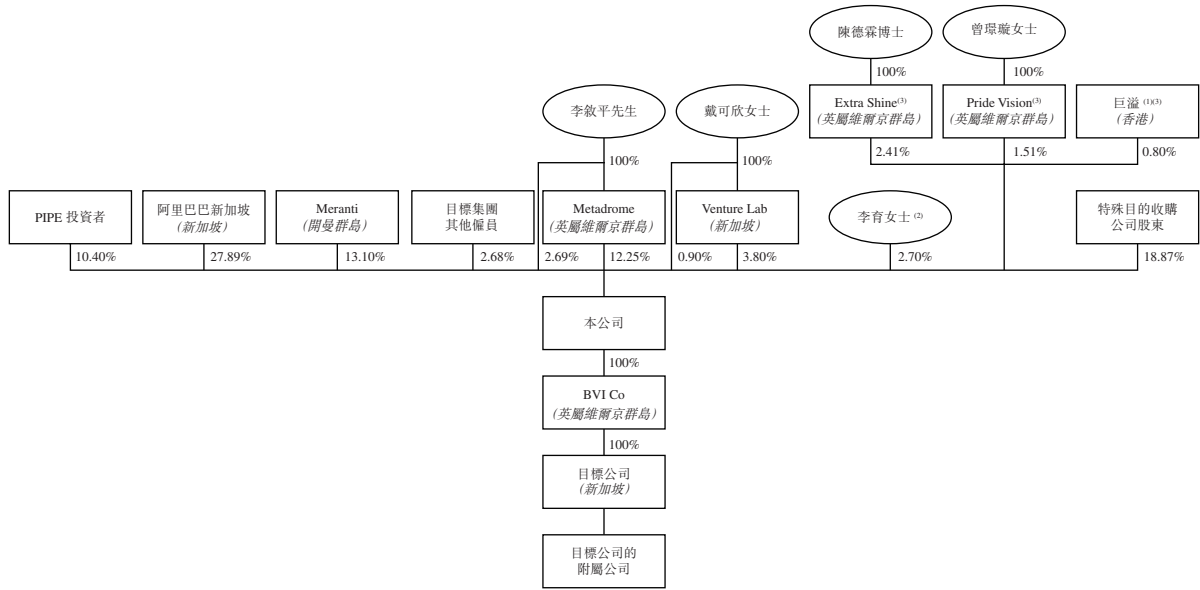 陳德霖博士
曾璟璇女士
100%
100%
李敘平先生
戴可欣女士
Extra Shine(3)
(英屬維爾京群島)
Pride Vision(3)
(英屬維爾京群島)
巨溢 (1)(3)
(香港)
100%
100%
2.41%
1.51%
0.80%
PIPE 投資者
阿里巴巴新加坡
(新加坡)
Meranti
(開曼群島)
目標集團
其他僱員
Metadrome
(英屬維爾京群島)
Venture Lab
(新加坡)
李育女士 (2)
特殊目的收購
公司股東
10.40%
27.89%
13.10%
2.68%
2.69%
12.25%
0.90%
3.80%
2.70%
18.87%
本公司
100%
BVI Co
(英屬維爾京群島)
100%
目標公司
(新加坡)
目標公司的
附屬公司